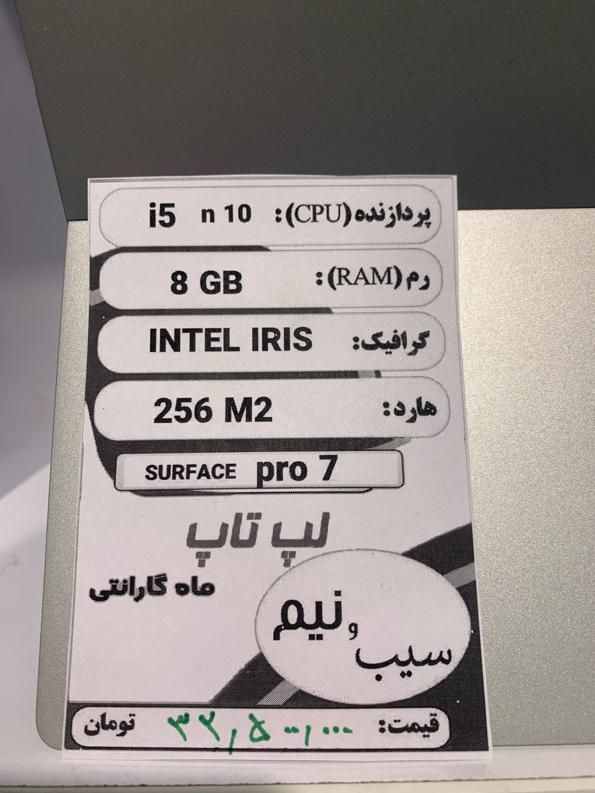 پردازنده (CPU): i5 n 10
رم (RAM): 8 GB
گرافیک: INTEL IRIS
هارد: 256 M2
SURFACE pro 7
لپ تاپ
ماه گارانتی
سیب و نیم
قیمت: ۳۲,۵۰۰,۰۰۰ تومان